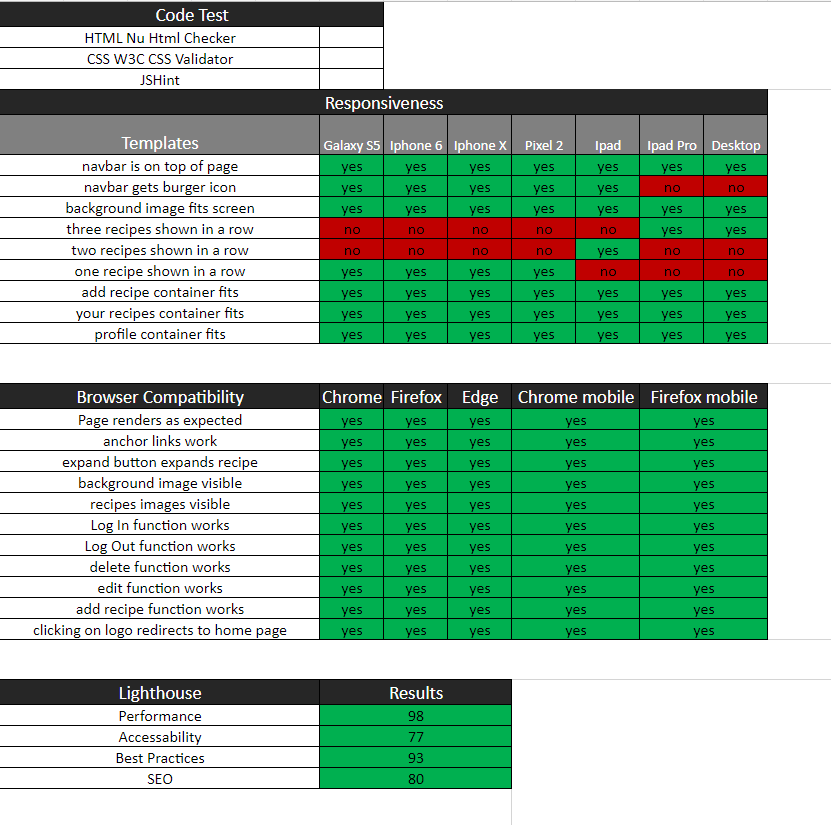 Code Test
HTML Nu Html Checker
CSS W3C CSS Validator
JSHint
Responsiveness
Templates Galaxy S5 Iphone 6 Iphone X Pixel 2 Ipad Ipad Pro Desktop
navbar is on top of page yes yes yes yes yes yes yes
navbar gets burger icon yes yes yes yes yes no no
background image fits screen yes yes yes yes yes yes yes
three recipes shown in a row no no no no no yes yes
two recipes shown in a row no no no no yes no no
one recipe shown in a row yes yes yes yes no no no
add recipe container fits yes yes yes yes yes yes yes
your recipes container fits yes yes yes yes yes yes yes
profile container fits yes yes yes yes yes yes yes
Browser Compatibility Chrome Firefox Edge Chrome mobile Firefox mobile
Page renders as expected yes yes yes yes yes
anchor links work yes yes yes yes yes
expand button expands recipe yes yes yes yes yes
background image visible yes yes yes yes yes
recipes images visible yes yes yes yes yes
Log In function works yes yes yes yes yes
Log Out function works yes yes yes yes yes
delete function works yes yes yes yes yes
edit function works yes yes yes yes yes
add recipe function works yes yes yes yes yes
clicking on logo redirects to home page yes yes yes yes yes
Lighthouse Results
Performance 98
Accessability 77
Best Practices 93
SEO 80